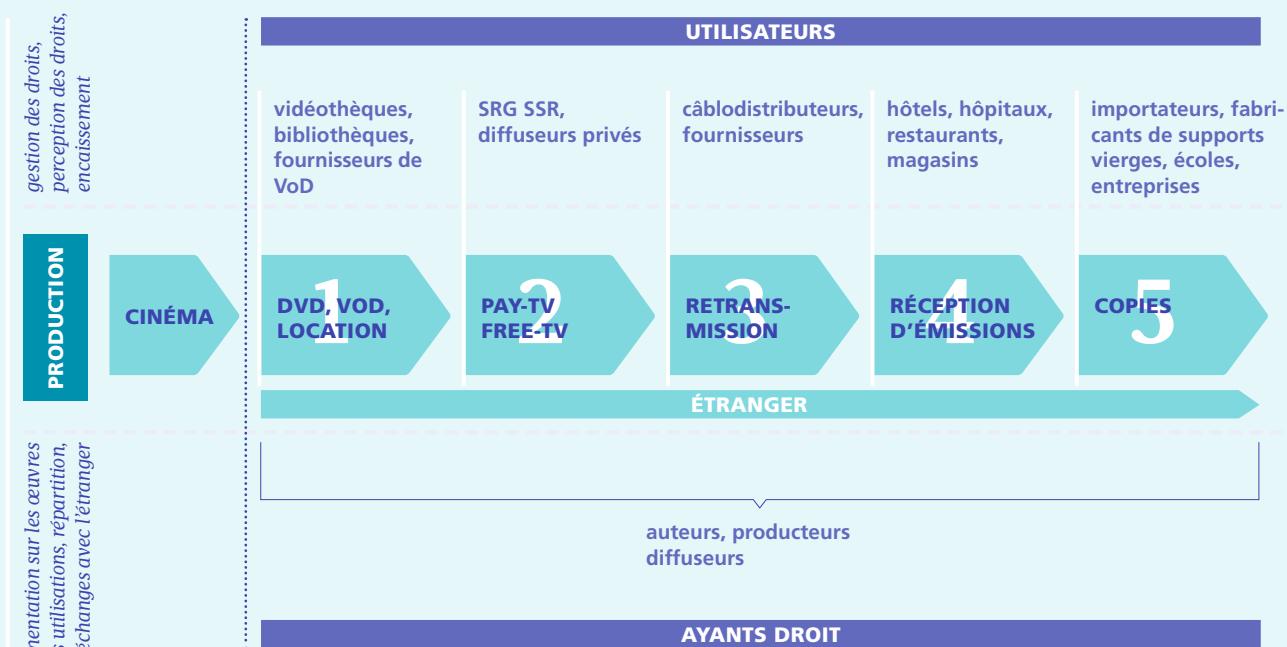 gestion des droits,
perception des droits,
encaissement
UTILISATEURS
vidéothèques,
bibliothèques,
fournisseurs de
VoD
SRG SSR,
diffuseurs privés
câblodistributeurs,
fournisseurs
hôtels, hôpitaux,
restaurants,
magasins
importateurs, fabri-
cants de supports
vierges, écoles,
entreprises
PRODUCTION
CINÉMA
1
DVD, VOD,
LOCATION
2
PAY-TV
FREE-TV
3
RETRANS-
MISSION
4
RÉCEPTION
D’ÉMISSIONS
5
COPIES
ÉTRANGER
sur les œuvres
utilisations, répartition,
échanges avec l’étranger
auteurs, producteurs
diffuseurs
AYANTS DROIT